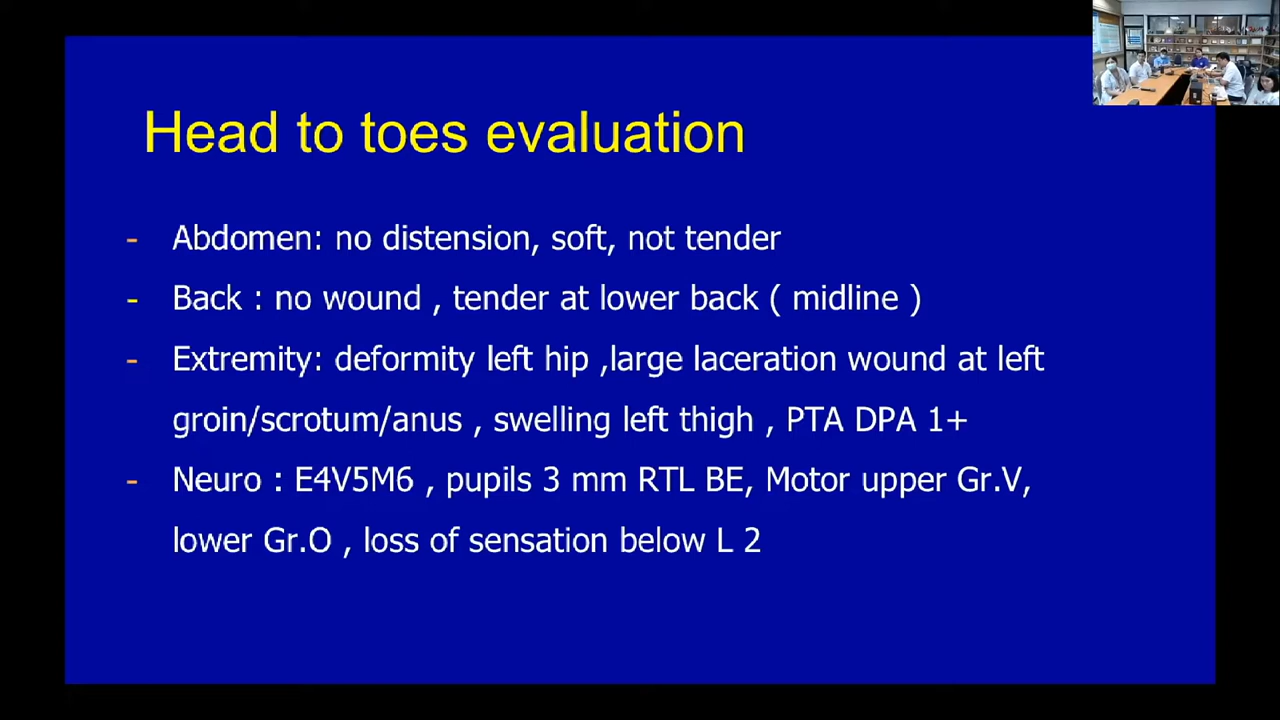 Head to toes evaluation
- Abdomen: no distension, soft, not tender
- Back : no wound , tender at lower back ( midline )
- Extremity: deformity left hip ,large laceration wound at left
groin/scrotum/anus , swelling left thigh , PTA DPA 1+
- Neuro : E4V5M6 , pupils 3 mm RTL BE, Motor upper Gr.V,
lower Gr.O , loss of sensation below L 2